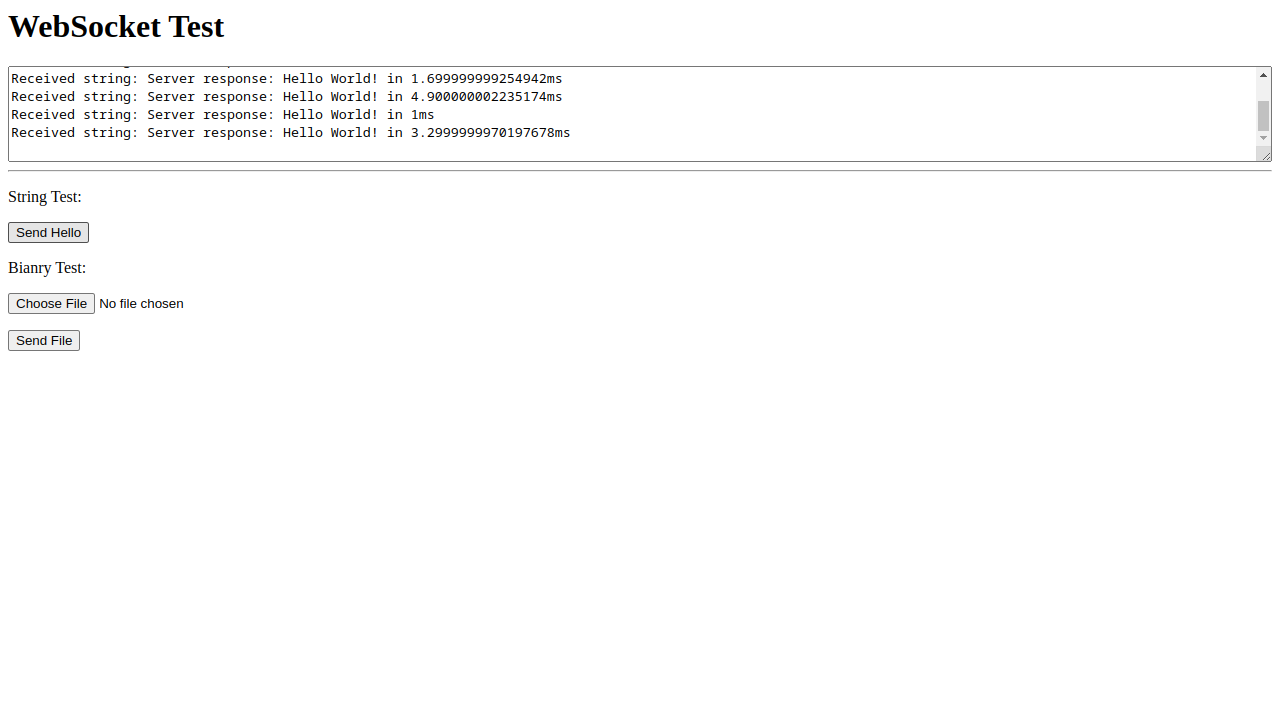 WebSocket Test
Received string: Server response: Hello World! in 1.699999999254942ms
Received string: Server response: Hello World! in 4.900000002235174ms
Received string: Server response: Hello World! in 1ms
Received string: Server response: Hello World! in 3.2999999970197678ms
String Test:
Send Hello
Bianry Test:
Choose File No file chosen
Send File